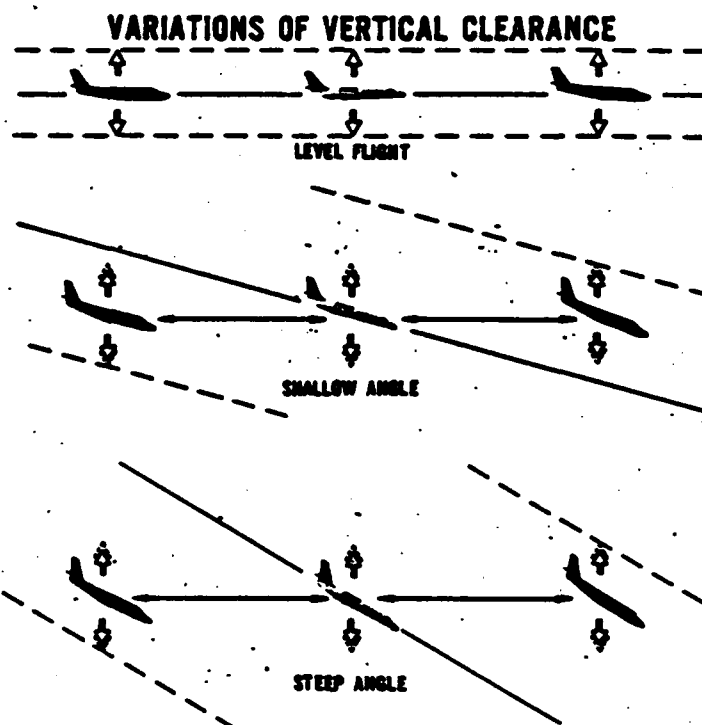 VARIATIONS OF VERTICAL CLEARANCE
LEVEL FLIGHT
SHALLOW ANGLE
STEEP ANGLE